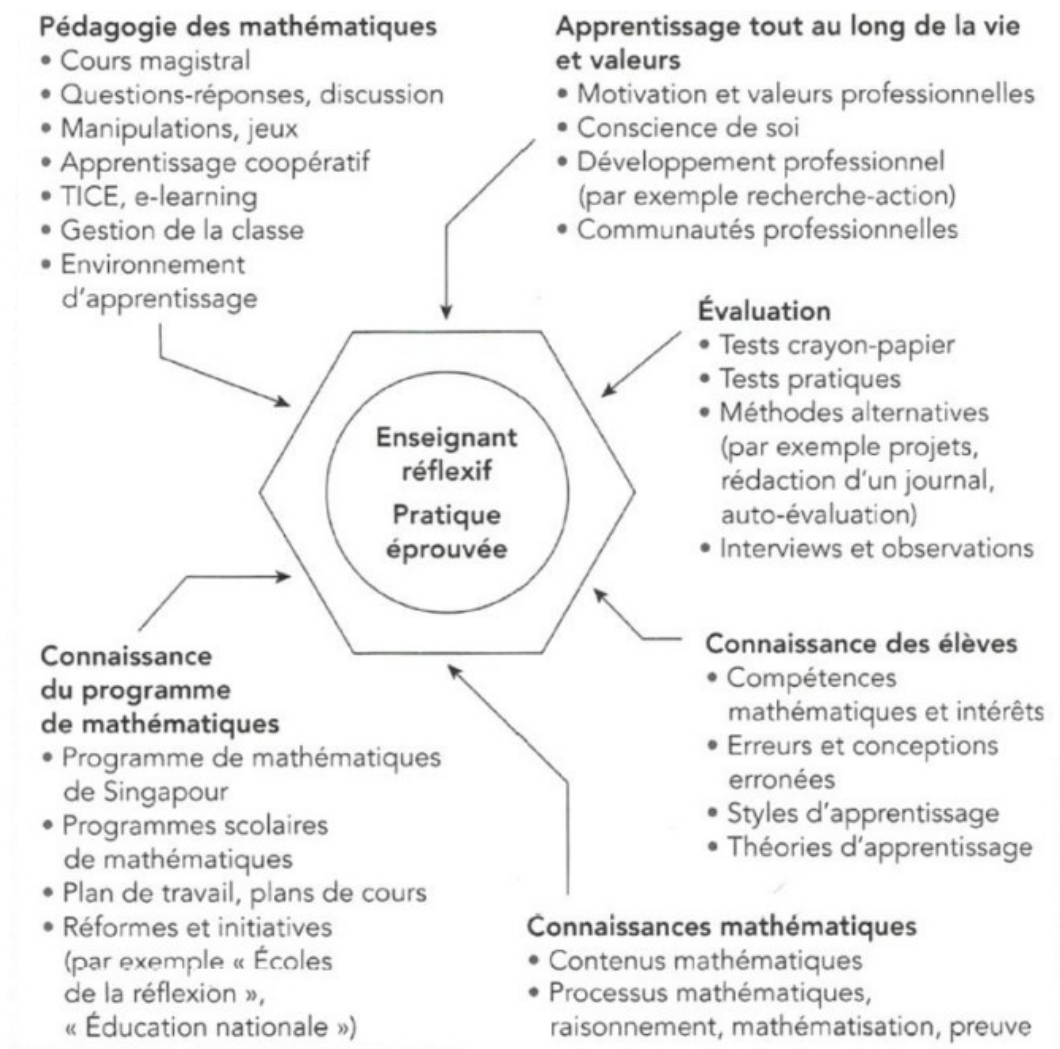 Pédagogie des mathématiques
• Cours magistral
• Questions-réponses, discussion
• Manipulations, jeux
• Apprentissage coopératif
• TICE, e-learning
• Gestion de la classe
• Environnement
d'apprentissage
Apprentissage tout au long de la vie
et valeurs
• Motivation et valeurs professionnelles
• Conscience de soi
• Développement professionnel
(par exemple recherche-action)
• Communautés professionnelles
Évaluation
• Tests crayon-papier
• Tests pratiques
• Méthodes alternatives
(par exemple projets,
rédaction d'un journal,
auto-évaluation)
• Interviews et observations
Enseignant
réflexif
Pratique
éprouvée
Connaissance
du programme
de mathématiques
• Programme de mathématiques
de Singapour
• Programmes scolaires
de mathématiques
• Plan de travail, plans de cours
• Réformes et initiatives
(par exemple « Écoles
de la réflexion »,
« Éducation nationale »)
Connaissance des élèves
• Compétences
mathématiques et intérêts
• Erreurs et conceptions
erronées
• Styles d'apprentissage
• Théories d'apprentissage
Connaissances mathématiques
• Contenus mathématiques
• Processus mathématiques,
raisonnement, mathématisation, preuve